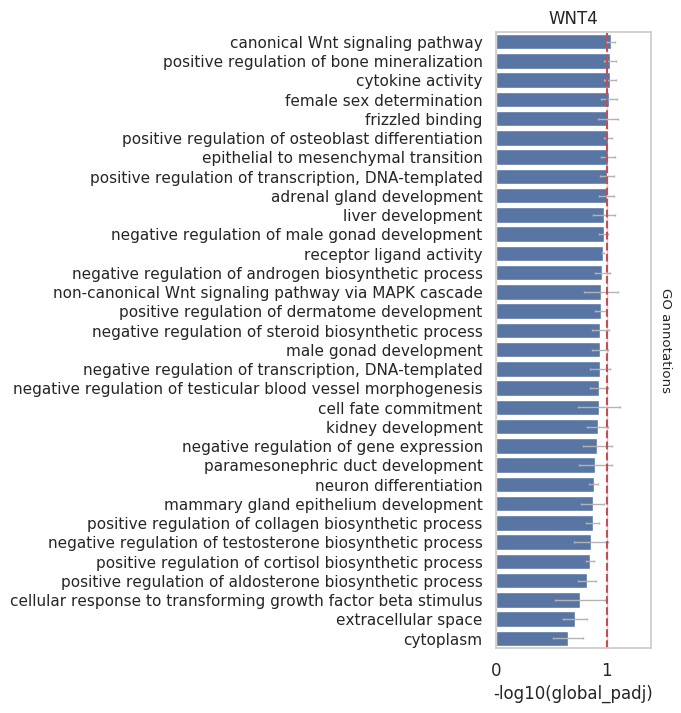 WNT4
canonical Wnt signaling pathway
positive regulation of bone mineralization
cytokine activity
female sex determination
frizzled binding
positive regulation of osteoblast differentiation
epithelial to mesenchymal transition
positive regulation of transcription, DNA-templated
adrenal gland development
liver development
negative regulation of male gonad development
receptor ligand activity
negative regulation of androgen biosynthetic process
non-canonical Wnt signaling pathway via MAPK cascade
positive regulation of dermatome development
negative regulation of steroid biosynthetic process
male gonad development
negative regulation of transcription, DNA-templated
negative regulation of testicular blood vessel morphogenesis
cell fate commitment
kidney development
negative regulation of gene expression
paramesonephric duct development
neuron differentiation
mammary gland epithelium development
positive regulation of collagen biosynthetic process
negative regulation of testosterone biosynthetic process
positive regulation of cortisol biosynthetic process
positive regulation of aldosterone biosynthetic process
cellular response to transforming growth factor beta stimulus
extracellular space
cytoplasm
GO annotations
0 1
-log10(global_padj)